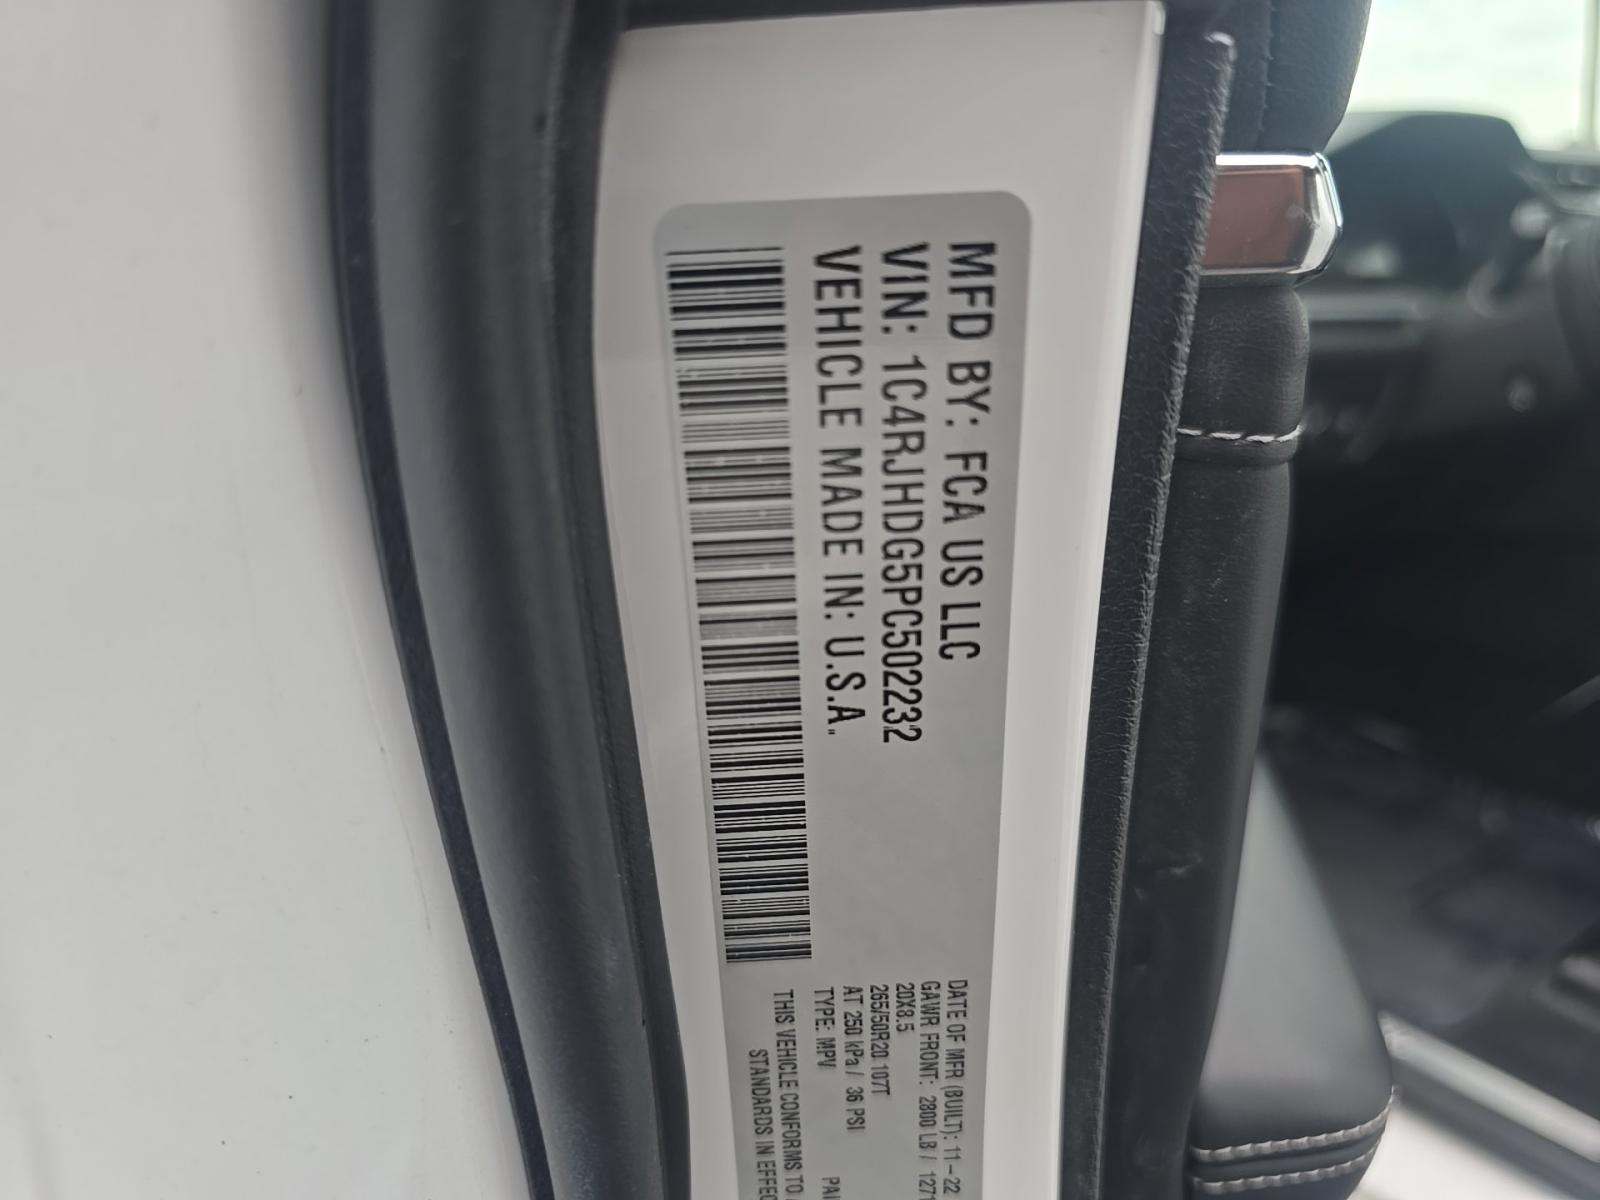 MFD BY: FCA US LLC
VIN: 1C4RJHDG5PC502232
VEHICLE MADE IN: U.S.A.
DATE OF MFR (BUILT): 11-22
GAWR FRONT: 2800 LB / 1271
20X8.5
265/50R20 107T
AT 250 kPa / 36 PSI
TYPE: MPV
THIS VEHICLE CONFORMS TO
STANDARDS IN